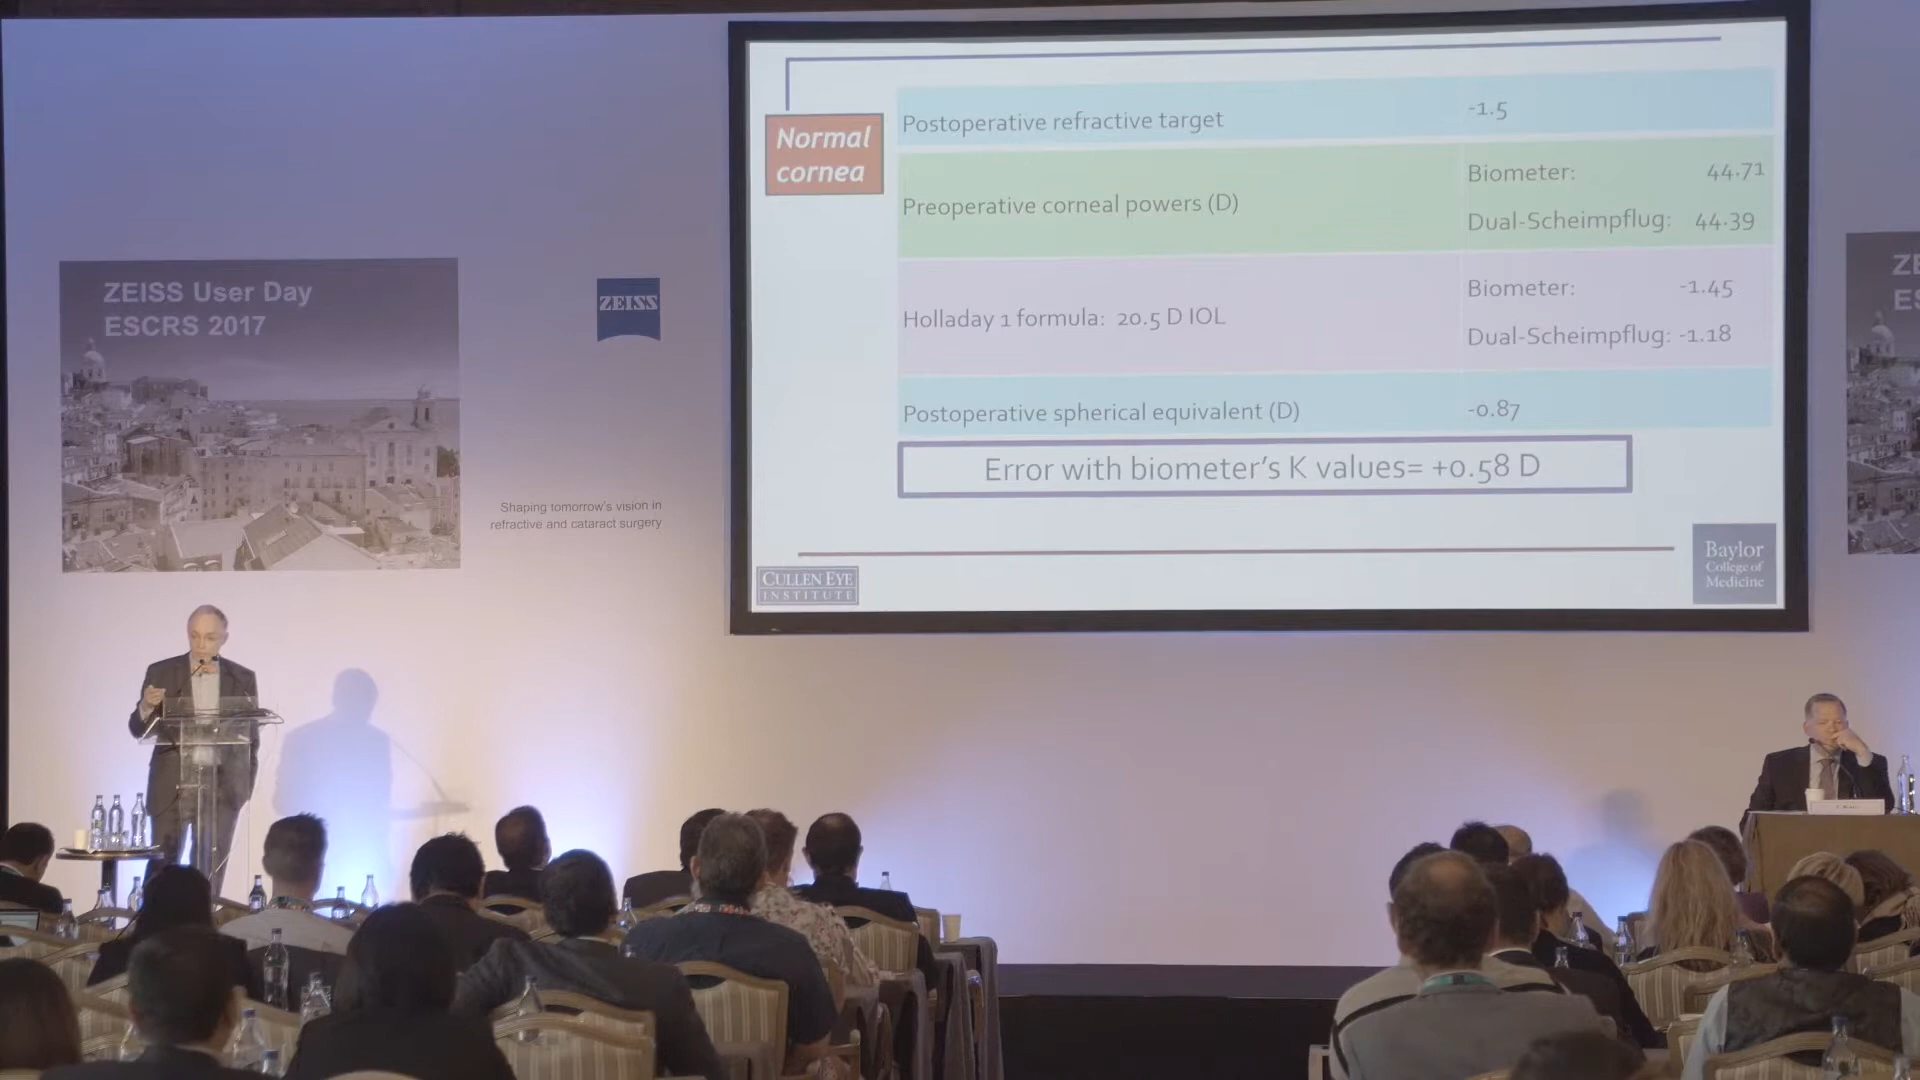 ZEISS User Day
ESCRS 2017
ZEISS
Shaping tomorrow's vision in
refractive and cataract surgery
Normal
cornea
Postoperative refractive target -1.5
Preoperative corneal powers (D)
Biometer: 44.71
Dual-Scheimpflug: 44.39
Holladay 1 formula: 20.5 D IOL
Biometer: -1.45
Dual-Scheimpflug: -1.18
Postoperative spherical equivalent (D) -0.87
Error with biometer's K values= +0.58 D
CULLEN EYE
INSTITUTE
Baylor
College of
Medicine
ZE
ES